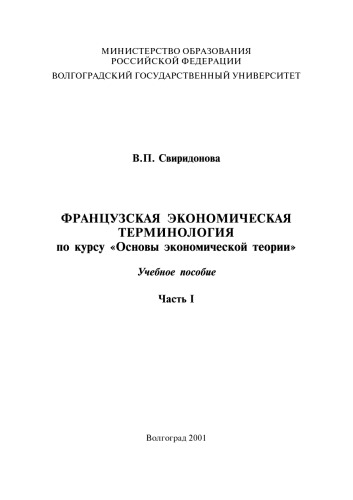 МИНИСТЕРСТВО ОБРАЗОВАНИЯ
РОССИЙСКОЙ ФЕДЕРАЦИИ
ВОЛГОГРАДСКИЙ ГОСУДАРСТВЕННЫЙ УНИВЕРСИТЕТ
В.П. Свиридонова
ФРАНЦУЗСКАЯ ЭКОНОМИЧЕСКАЯ
ТЕРМИНОЛОГИЯ
по курсу «Основы экономической теории»
Учебное пособие
Часть I
Волгоград 2001